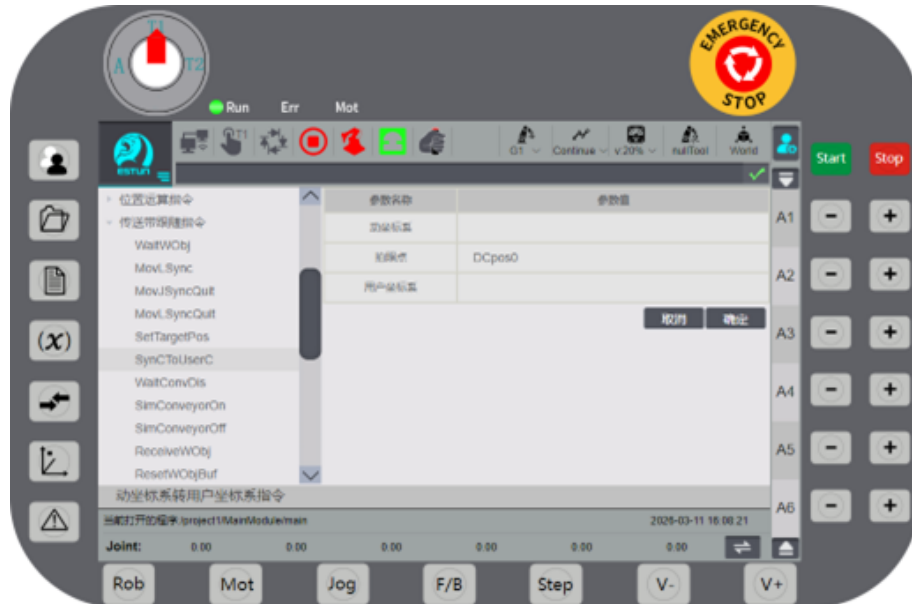 T1
A
T2
EMERGENCY
STOP
Run Err Mot
ESTUN
T1
G1 Continue V:20% nullTool World
Start Stop
位置运算指令
传送带跟随指令
WaitWObj
MovLSync
MovJSyncQuit
MovLSyncQuit
SetTargetPos
SynCToUserC
WaitConvDis
SimConveyorOn
SimConveyorOff
ReceiveWObj
ResetWObjBuf
参数名称 参数值
动坐标系
拍照点 DCpos0
用户坐标系
取消 确定
A1 - +
A2 - +
A3 - +
A4 - +
A5 - +
A6 - +
(x)
动坐标系转用户坐标系指令
当前打开的程序:/project1/MainModule/main 2026-03-11 16:08:21
Joint: 0.00 0.00 0.00 0.00 0.00 0.00
Rob Mot Jog F/B Step V- V+